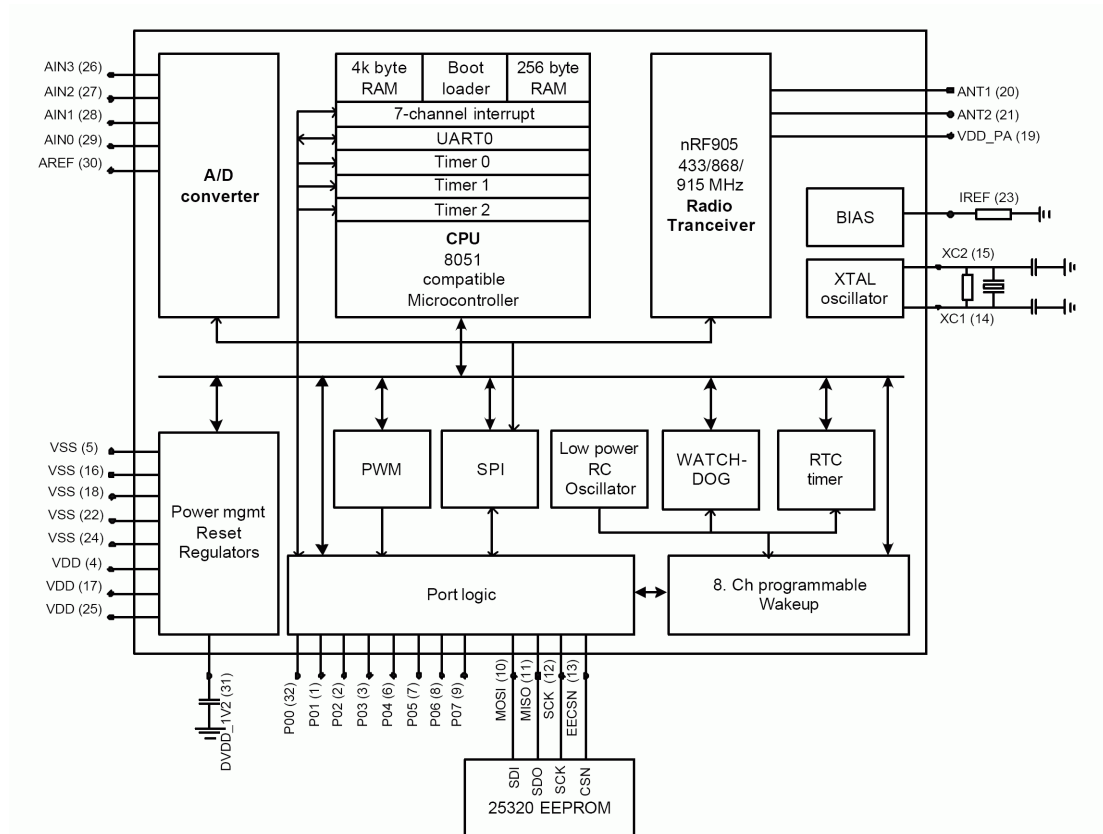 AIN3 (26)
AIN2 (27)
AIN1 (28)
AIN0 (29)
AREF (30)
A/D
converter
4k byte
RAM
Boot
loader
256 byte
RAM
7-channel interrupt
UART0
Timer 0
Timer 1
Timer 2
CPU
8051
compatible
Microcontroller
nRF905
433/868/
915 MHz
Radio
Tranceiver
ANT1 (20)
ANT2 (21)
VDD_PA (19)
BIAS
IREF (23)
XTAL
oscillator
XC2 (15)
XC1 (14)
VSS (5)
VSS (16)
VSS (18)
VSS (22)
VSS (24)
VDD (4)
VDD (17)
VDD (25)
Power mgmt
Reset
Regulators
PWM
SPI
Low power
RC
Oscillator
WATCH-
DOG
RTC
timer
Port logic
8. Ch programmable
Wakeup
DVDD_1V2 (31)
P00 (32)
P01 (1)
P02 (2)
P03 (3)
P04 (6)
P05 (7)
P06 (8)
P07 (9)
MOSI (10)
MISO (11)
SCK (12)
EECSN (13)
SDI
SDO
SCK
CSN
25320 EEPROM